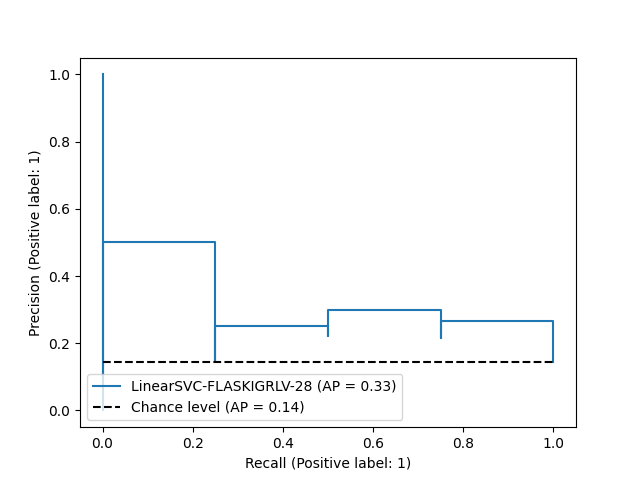 1.0
0.8
0.6
0.4
0.2
0.0
Precision (Positive label: 1)
LinearSVC-FLASKIGRLV-28 (AP = 0.33)
Chance level (AP = 0.14)
0.0 0.2 0.4 0.6 0.8 1.0
Recall (Positive label: 1)